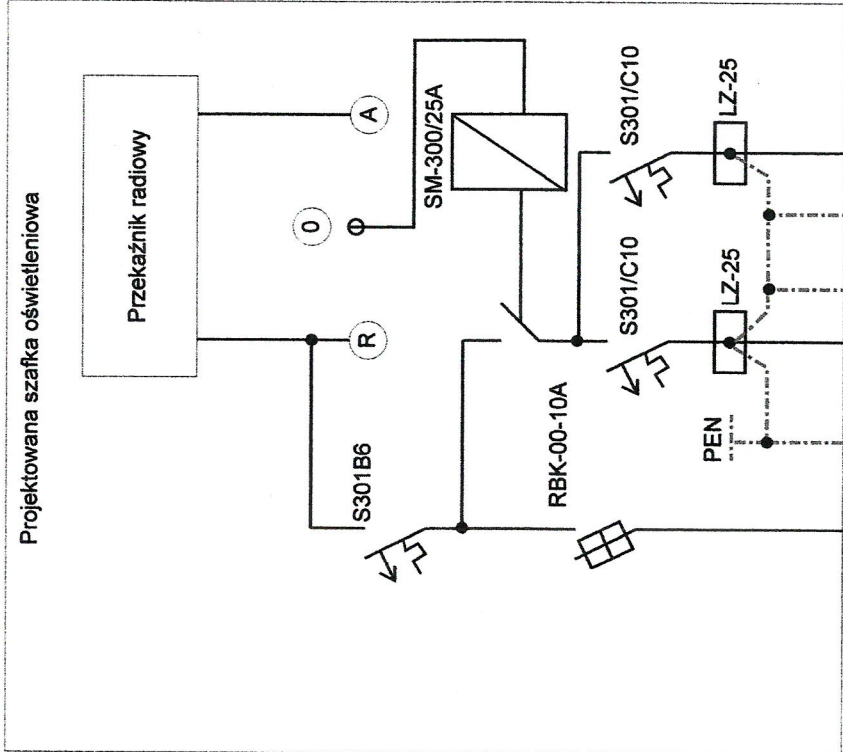 Projektowana szafka oświetleniowa
Przekaźnik radiowy
R
0
A
S301B6
SM-300/25A
RBK-00-10A
S301/C10
S301/C10
PEN
LZ-25
LZ-25